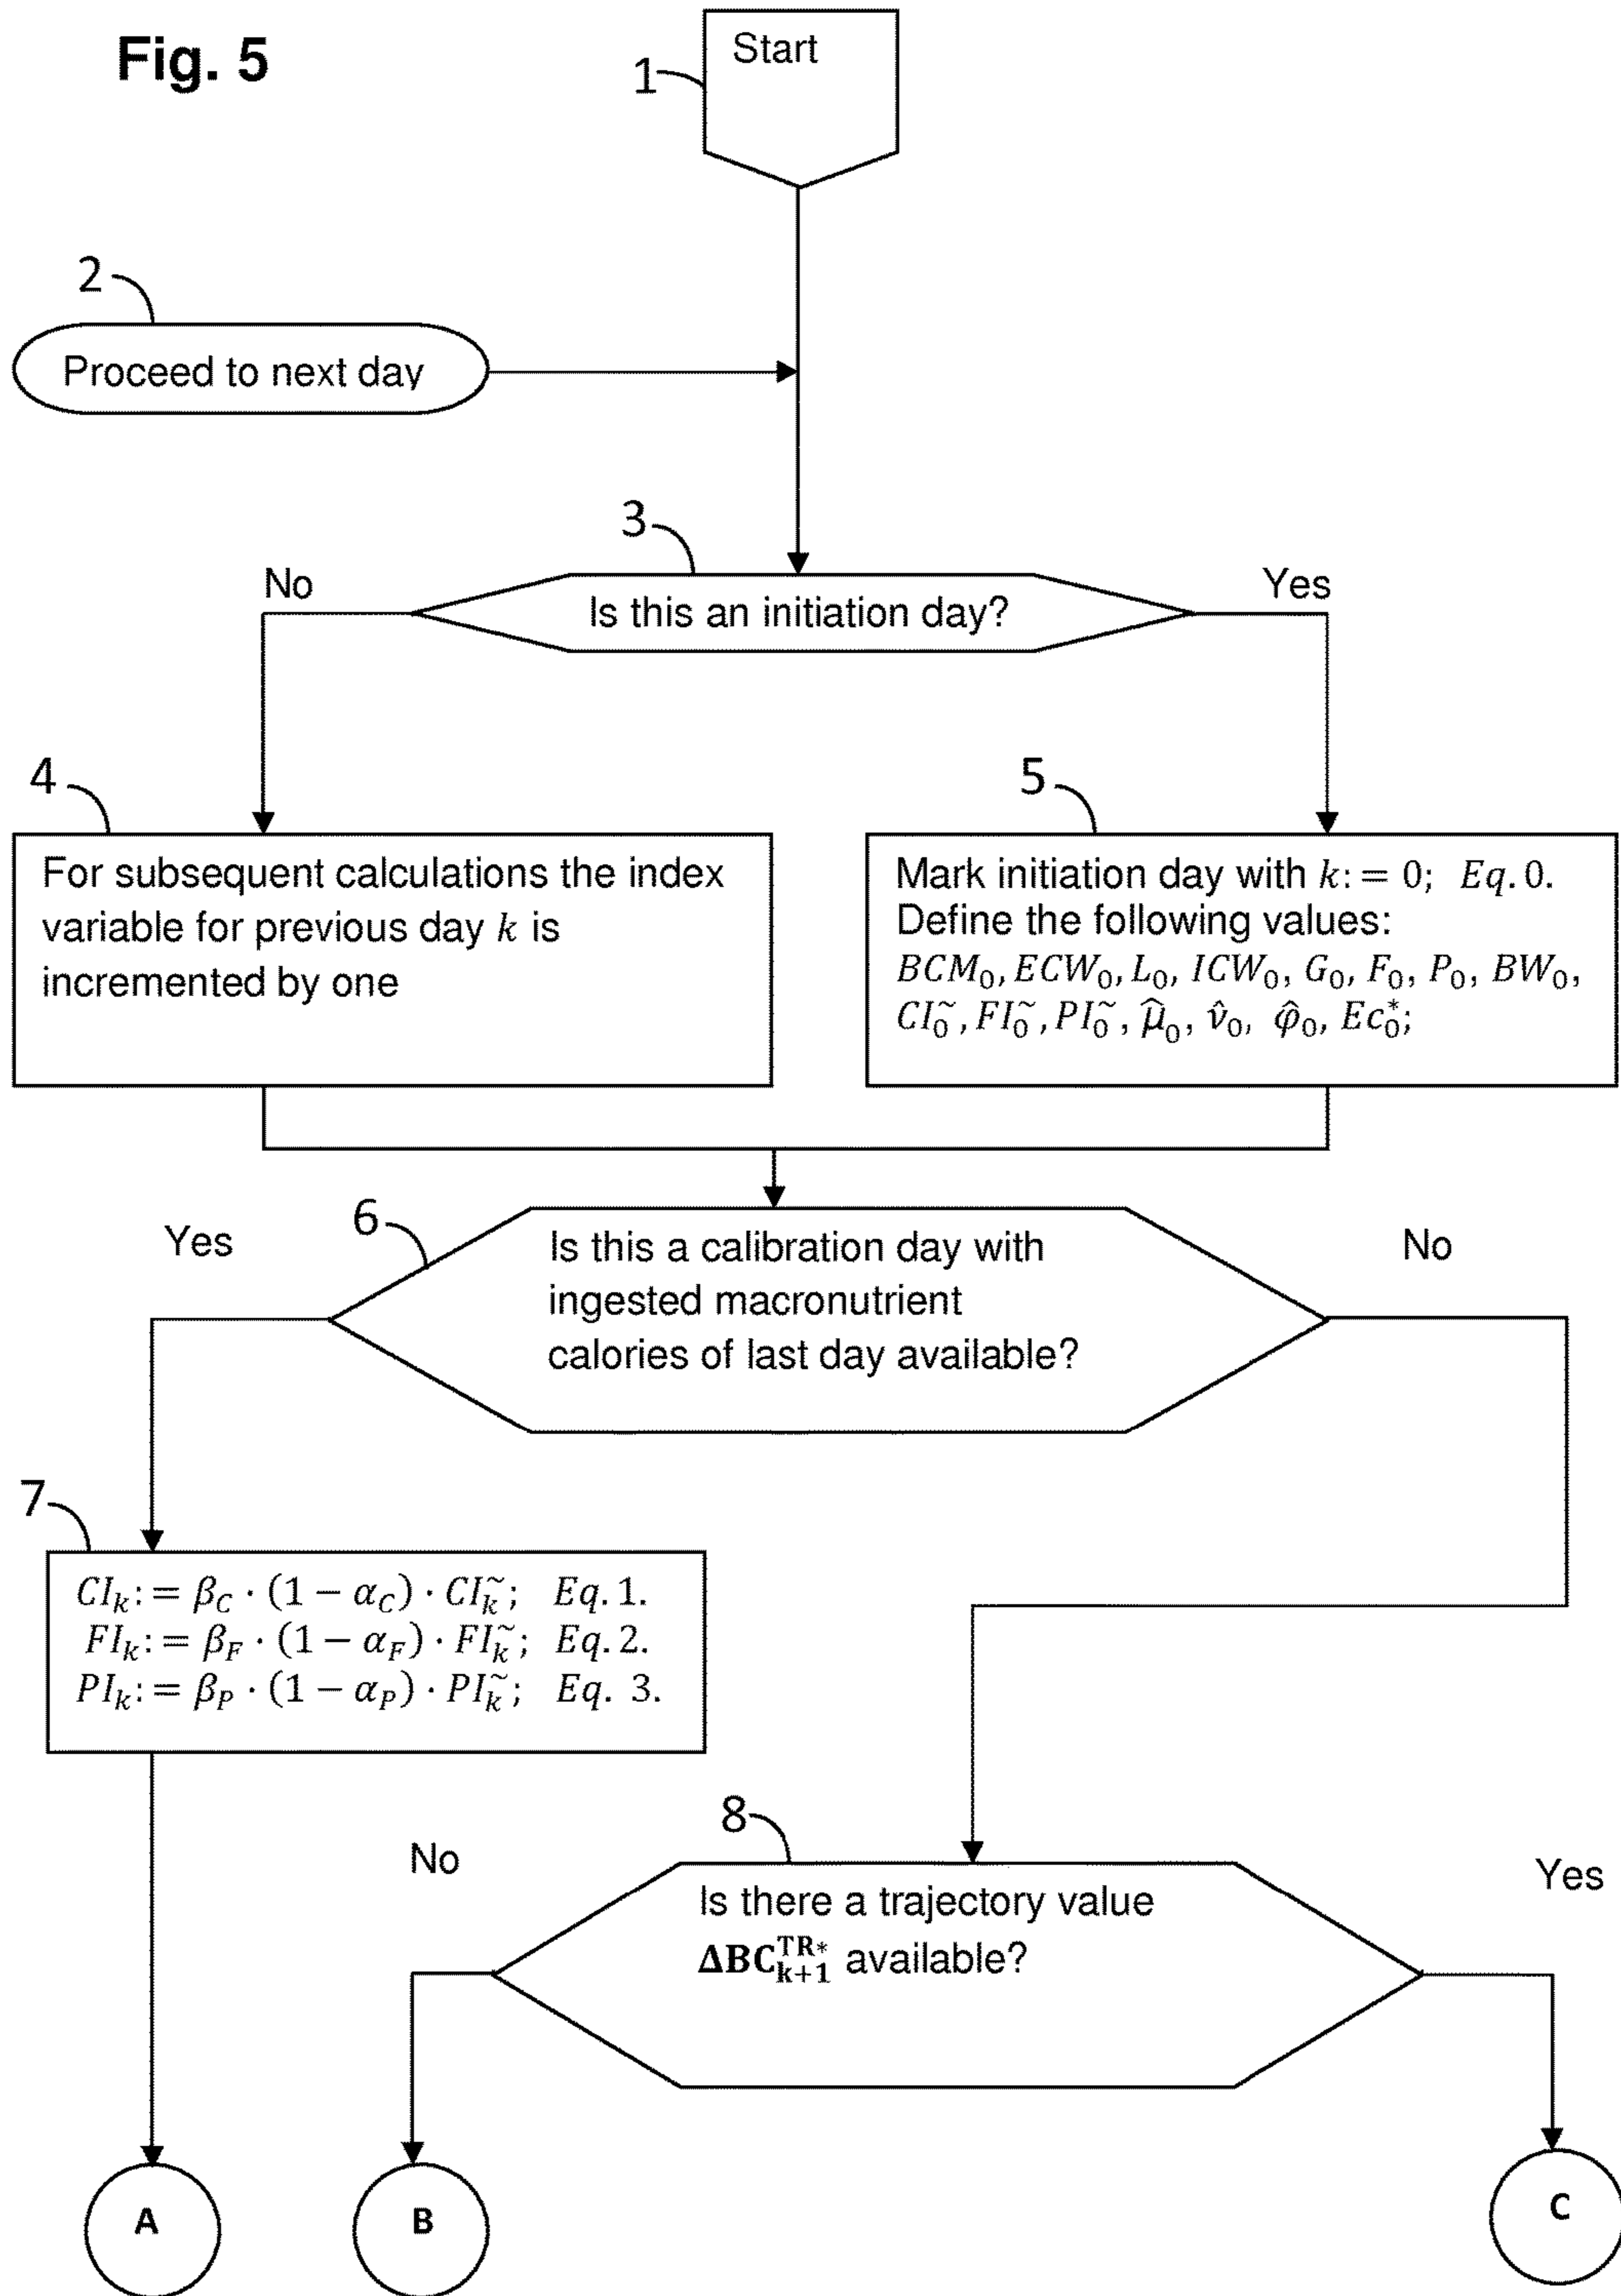 Fig. 5
Start
1
2
Proceed to next day
3
No
Yes
Is this an initiation day?
4
5
For subsequent calculations the index
variable for previous day k is
incremented by one
Mark initiation day with k:= 0; Eq. 0.
Define the following values:
BCM₀, ECW₀, L₀, ICW₀, G₀, F₀, P₀, BW₀,
CI₀~, FI₀~, PI₀~, μ̂₀, ν̂₀, φ̂₀, Ec₀*;
6
Yes
No
Is this a calibration day with
ingested macronutrient
calories of last day available?
7
CIₖ:= β_C · (1 − α_C) · CIₖ~; Eq. 1.
FIₖ:= β_F · (1 − α_F) · FIₖ~; Eq. 2.
PIₖ:= β_P · (1 − α_P) · PIₖ~; Eq. 3.
8
No
Yes
Is there a trajectory value
ΔBC_{k+1}^{TR*} available?
A
B
C